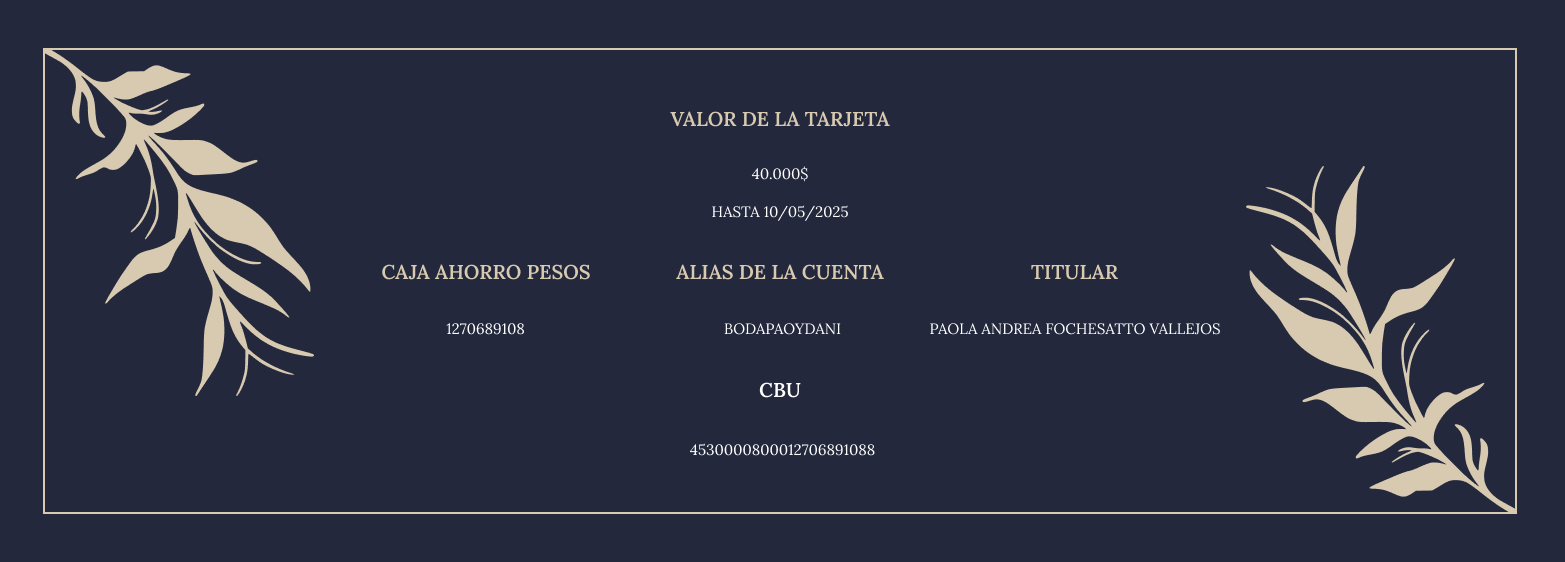 VALOR DE LA TARJETA
40.000$
HASTA 10/05/2025
CAJA AHORRO PESOS
1270689108
ALIAS DE LA CUENTA
BODAPAOYDANI
TITULAR
PAOLA ANDREA FOCHESATTO VALLEJOS
CBU
4530000800012706891088